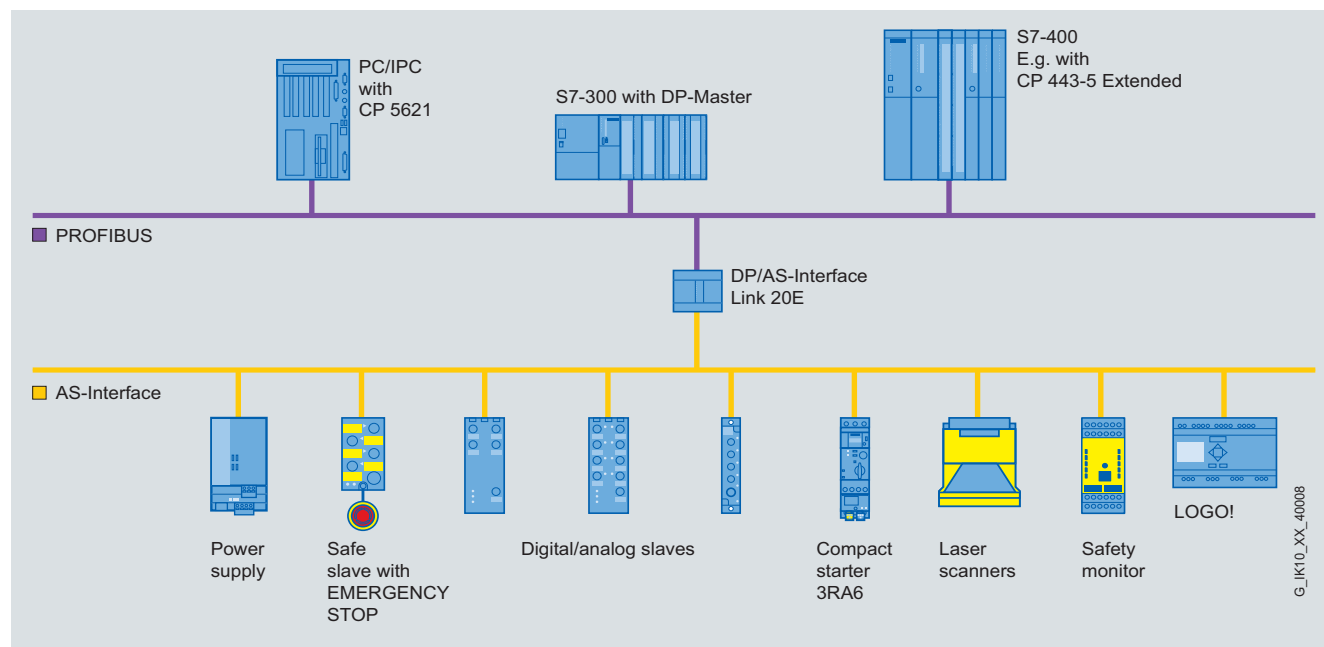 PC/IPC
with
CP 5621
S7-300 with DP-Master
S7-400
E.g. with
CP 443-5 Extended
PROFIBUS
DP/AS-Interface
Link 20E
AS-Interface
Power
supply
Safe
slave with
EMERGENCY
STOP
Digital/analog slaves
Compact
starter
3RA6
Laser
scanners
Safety
monitor
LOGO!
G_IK10_XX_40008